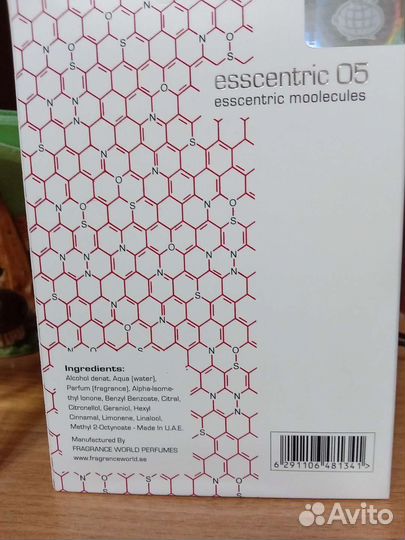 esscentric 05
esscentric moolecules
Ingredients:
Alcohol denat, Aqua (water),
Parfum (fragrance), Alpha-Isome-
thyl Ionone, Benzyl Benzoate, Citral,
Citronellol, Geraniol, Hexyl
Cinnamal, Limonene, Linalool,
Methyl 2-Octynoate - Made In U.A.E.
Manufactured By
FRAGRANCE WORLD PERFUMES
www.fragranceworld.ae
6 291106 481341 >
Avito